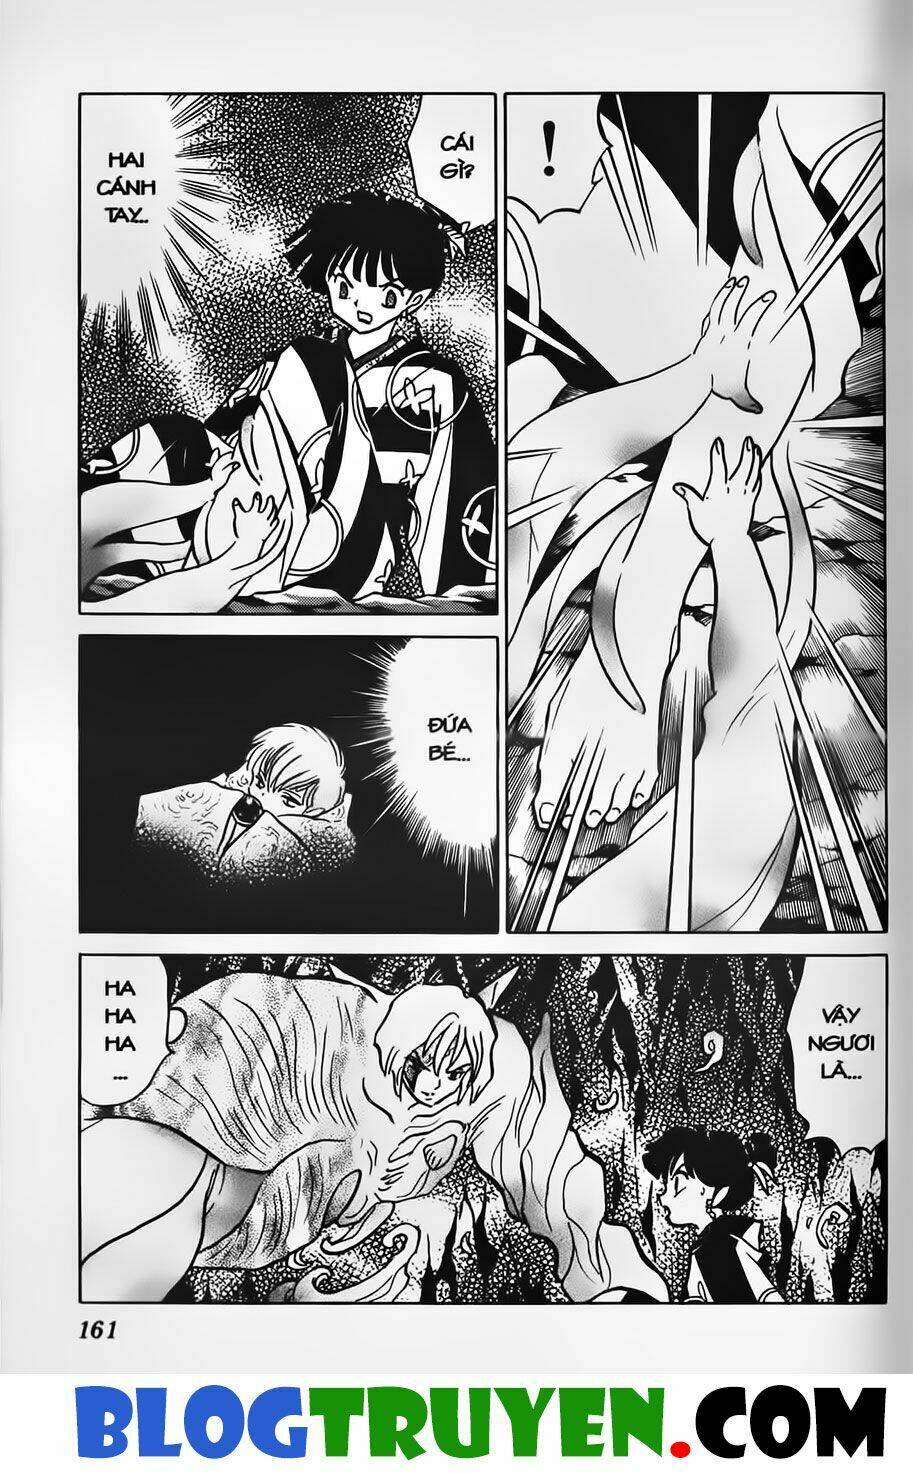 !
CÁI
GÌ?
HAI
CÁNH
TAY...
ĐỨA
BÉ...
VẬY
NGƯƠI
LÀ...
HA
HA
HA
...
161
BLOGTRUYEN.COM